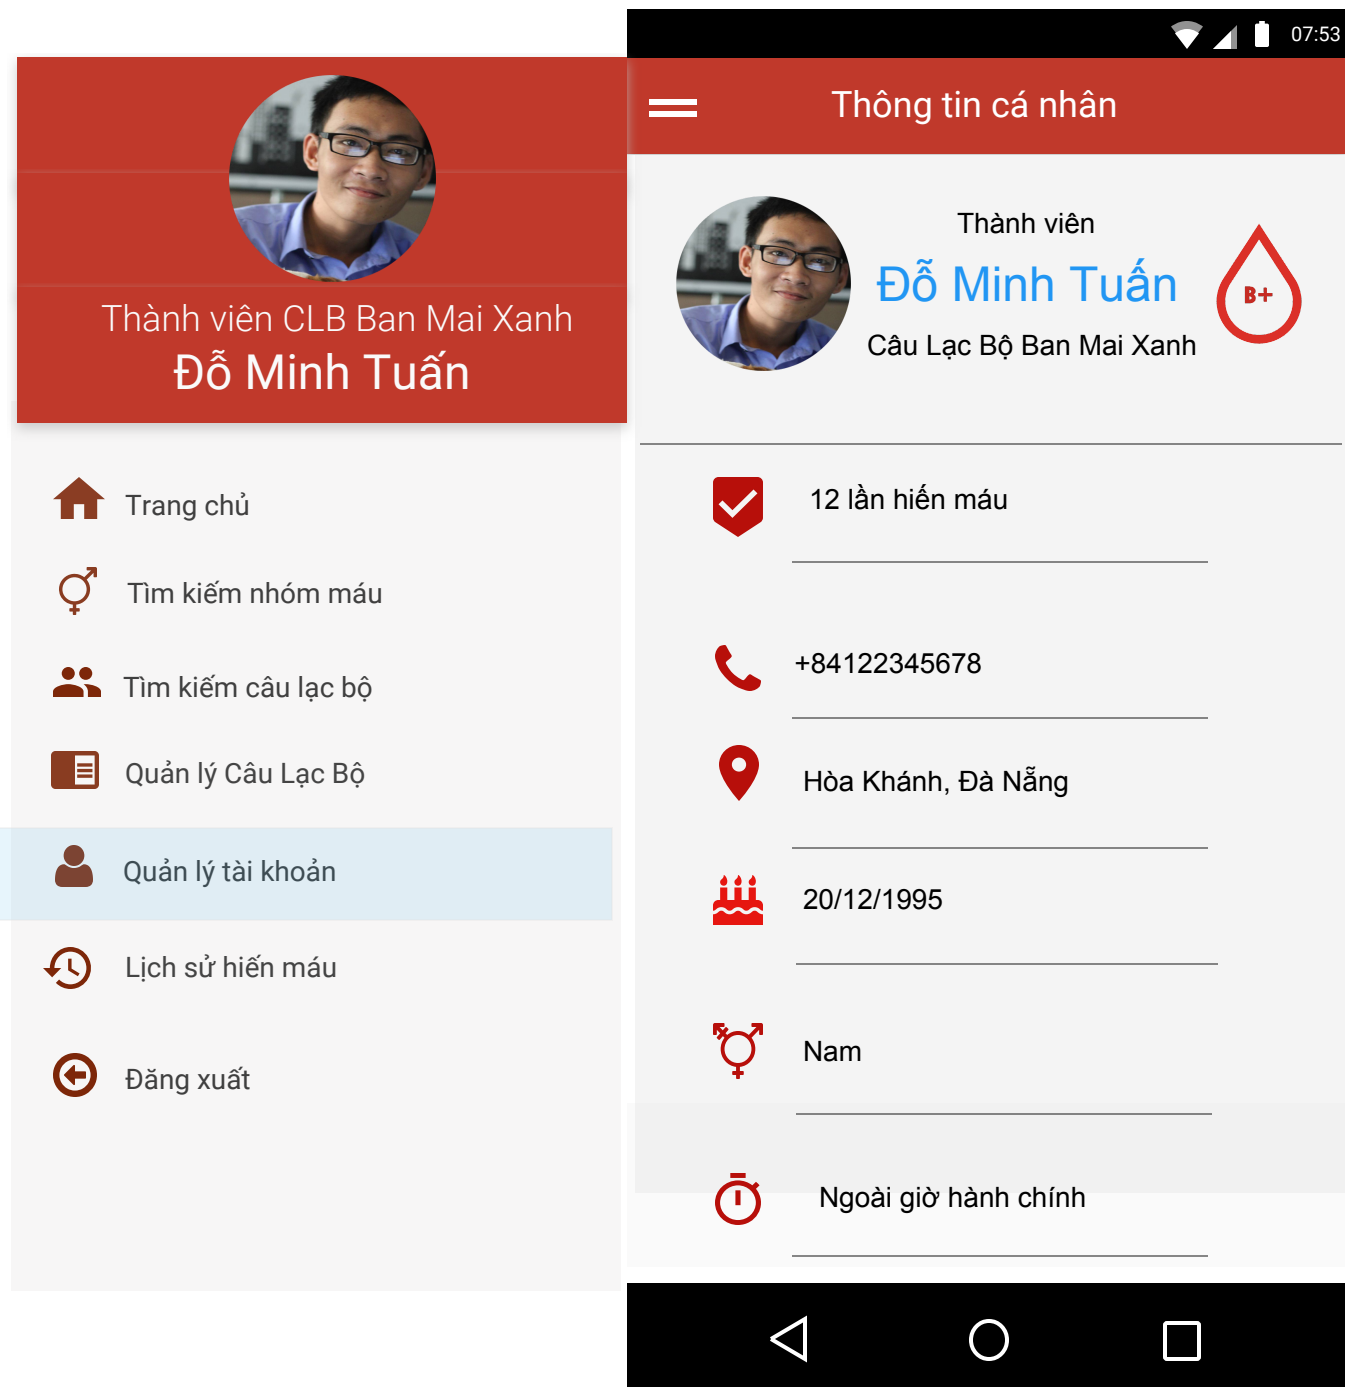 Thành viên CLB Ban Mai Xanh
Đỗ Minh Tuấn
Trang chủ
Tìm kiếm nhóm máu
Tìm kiếm câu lạc bộ
Quản lý Câu Lạc Bộ
Quản lý tài khoản
Lịch sử hiến máu
Đăng xuất
07:53
Thông tin cá nhân
Thành viên
Đỗ Minh Tuấn
Câu Lạc Bộ Ban Mai Xanh
B+
12 lần hiến máu
+84122345678
Hòa Khánh, Đà Nẵng
20/12/1995
Nam
Ngoài giờ hành chính